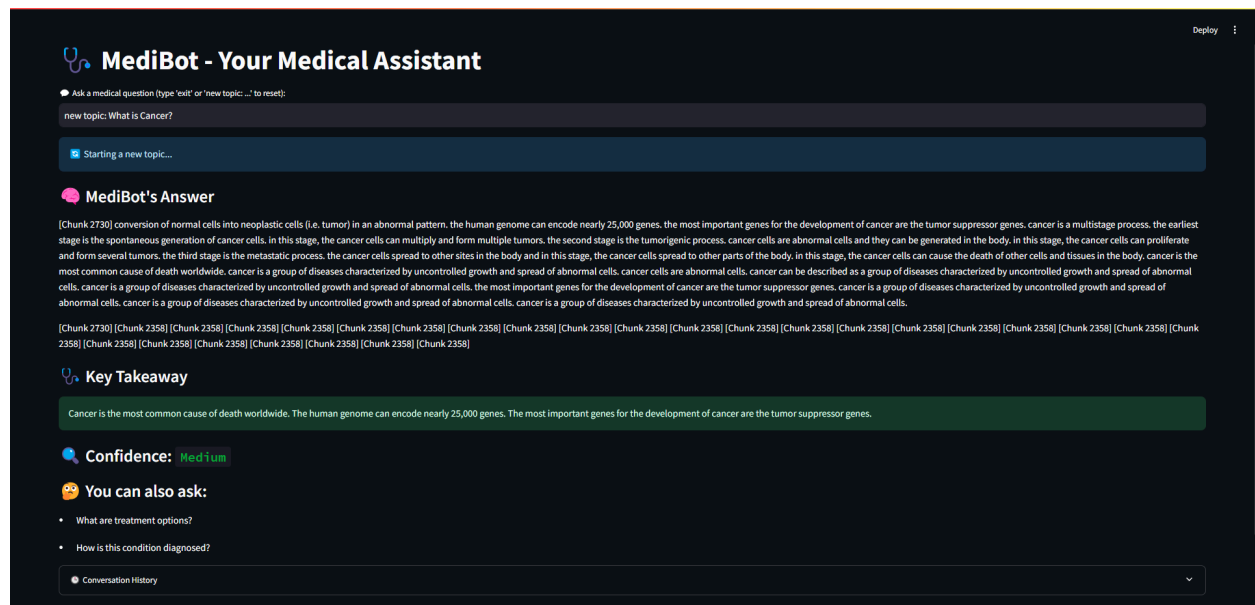 Deploy
MediBot - Your Medical Assistant
Ask a medical question (type 'exit' or 'new topic: ...' to reset):
new topic: What is Cancer?
Starting a new topic...
MediBot's Answer
[Chunk 2730] conversion of normal cells into neoplastic cells (i.e. tumor) in an abnormal pattern. the human genome can encode nearly 25,000 genes. the most important genes for the development of cancer are the tumor suppressor genes. cancer is a multistage process. the earliest
stage is the spontaneous generation of cancer cells. in this stage, the cancer cells can multiply and form multiple tumors. the second stage is the tumorigenic process. cancer cells are abnormal cells and they can be generated in the body. in this stage, the cancer cells can proliferate
and form several tumors. the third stage is the metastatic process. the cancer cells spread to other sites in the body and in this stage, the cancer cells spread to other parts of the body. in this stage, the cancer cells can cause the death of other cells and tissues in the body. cancer is the
most common cause of death worldwide. cancer is a group of diseases characterized by uncontrolled growth and spread of abnormal cells. cancer cells are abnormal cells. cancer can be described as a group of diseases characterized by uncontrolled growth and spread of abnormal
cells. cancer is a group of diseases characterized by uncontrolled growth and spread of abnormal cells. the most important genes for the development of cancer are the tumor suppressor genes. cancer is a group of diseases characterized by uncontrolled growth and spread of
abnormal cells. cancer is a group of diseases characterized by uncontrolled growth and spread of abnormal cells. cancer is a group of diseases characterized by uncontrolled growth and spread of abnormal cells.
[Chunk 2730] [Chunk 2358] [Chunk 2358] [Chunk 2358] [Chunk 2358] [Chunk 2358] [Chunk 2358] [Chunk 2358] [Chunk 2358] [Chunk 2358] [Chunk 2358] [Chunk 2358] [Chunk 2358] [Chunk 2358] [Chunk 2358] [Chunk 2358] [Chunk 2358] [Chunk 2358] [Chunk 2358] [Chunk 2358] [Chunk
2358] [Chunk 2358] [Chunk 2358] [Chunk 2358] [Chunk 2358] [Chunk 2358] [Chunk 2358] [Chunk 2358]
Key Takeaway
Cancer is the most common cause of death worldwide. The human genome can encode nearly 25,000 genes. The most important genes for the development of cancer are the tumor suppressor genes.
Confidence: Medium
You can also ask:
• What are treatment options?
• How is this condition diagnosed?
Conversation History